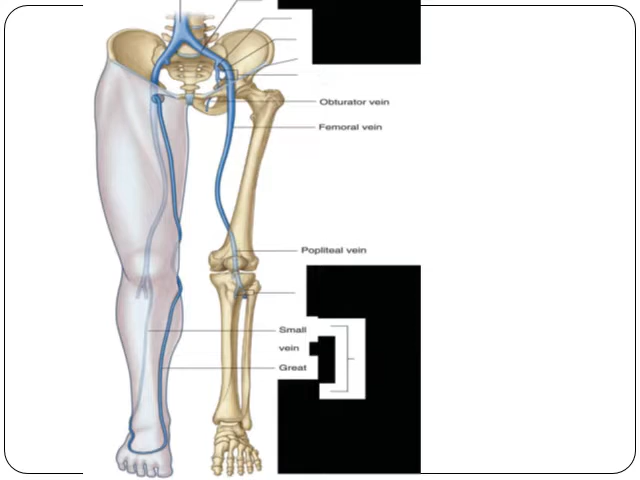 Obturator vein
Femoral vein
Popliteal vein
Small
vein
Great